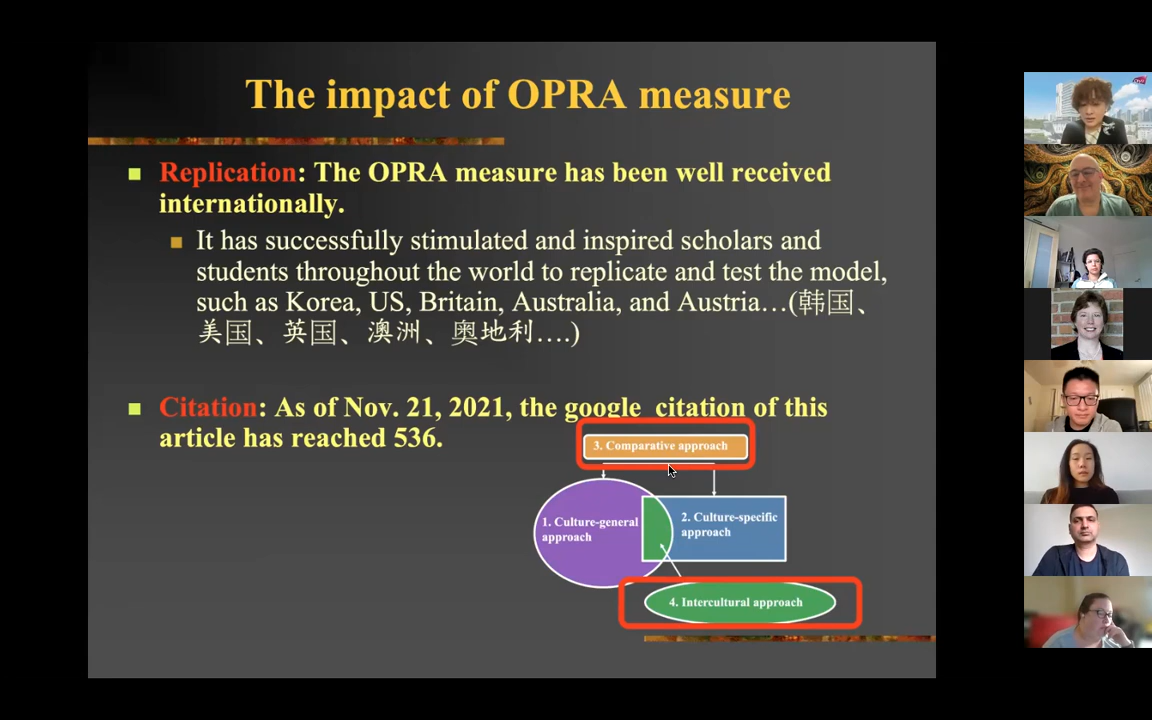 The impact of OPRA measure
Replication: The OPRA measure has been well received
internationally.
It has successfully stimulated and inspired scholars and
students throughout the world to replicate and test the model,
such as Korea, US, Britain, Australia, and Austria…(韩国、
美国、英国、澳洲、奥地利….)
Citation: As of Nov. 21, 2021, the google citation of this
article has reached 536.
3. Comparative approach
1. Culture-general
approach
2. Culture-specific
approach
4. Intercultural approach